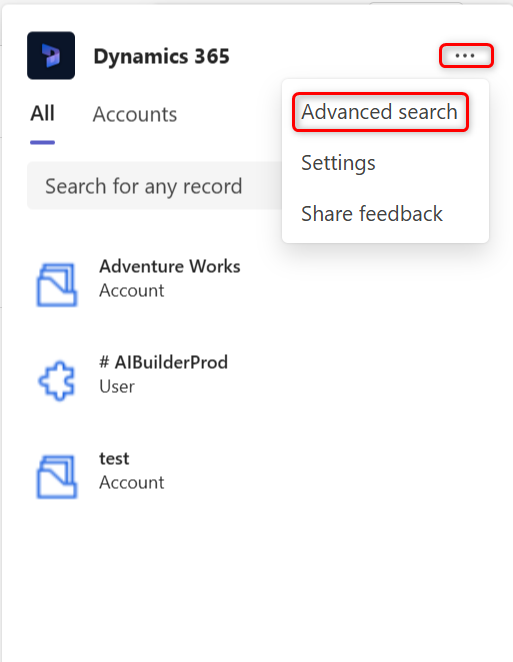 Dynamics 365
...
Advanced search
Settings
Share feedback
All
Accounts
Search for any record
Adventure Works
Account
# AIBuilderProd
User
test
Account